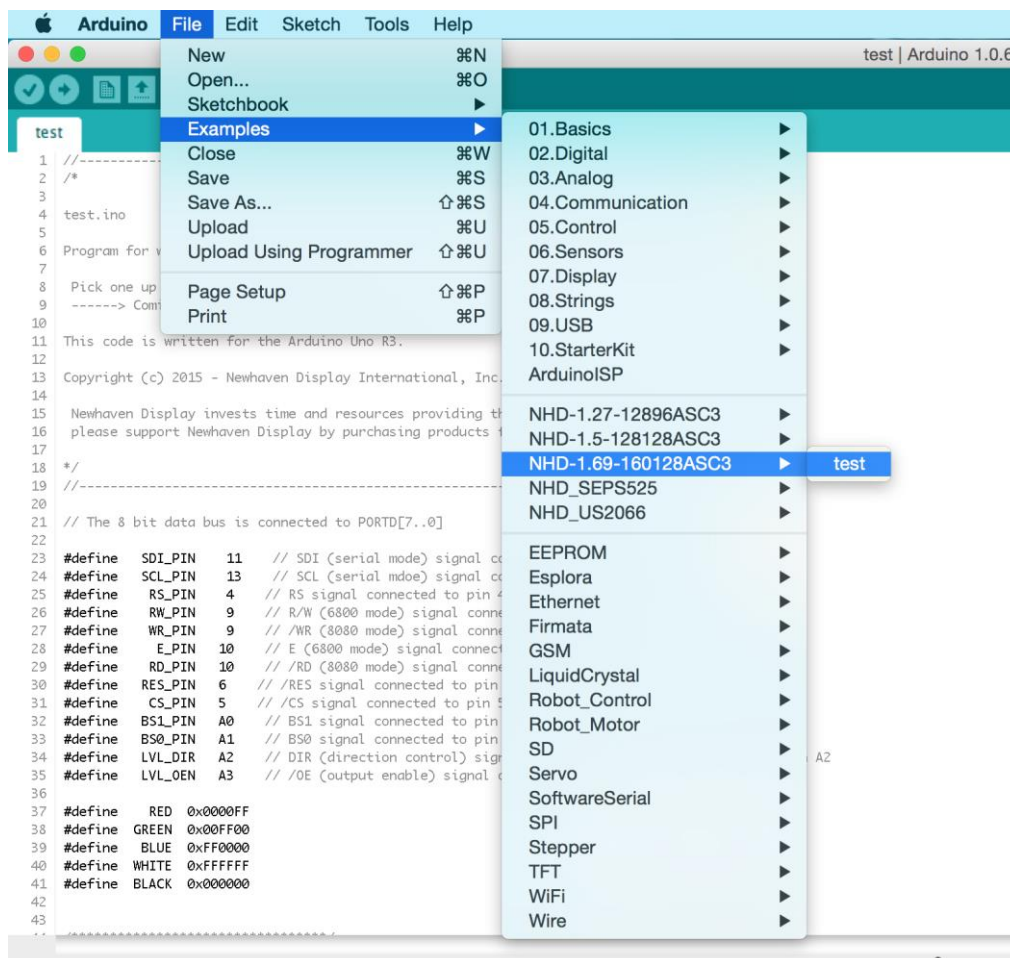 Arduino File Edit Sketch Tools Help
test | Arduino 1.0.6
New ⌘N
Open... ⌘O
Sketchbook ▶
Examples ▶
Close ⌘W
Save ⌘S
Save As... ⇧⌘S
Upload ⌘U
Upload Using Programmer ⇧⌘U
Page Setup ⇧⌘P
Print ⌘P
01.Basics ▶
02.Digital ▶
03.Analog ▶
04.Communication ▶
05.Control ▶
06.Sensors ▶
07.Display ▶
08.Strings ▶
09.USB ▶
10.StarterKit ▶
ArduinoISP
NHD-1.27-12896ASC3 ▶
NHD-1.5-128128ASC3 ▶
NHD-1.69-160128ASC3 ▶
NHD_SEPS525 ▶
NHD_US2066 ▶
EEPROM ▶
Esplora ▶
Ethernet ▶
Firmata ▶
GSM ▶
LiquidCrystal ▶
Robot_Control ▶
Robot_Motor ▶
SD ▶
Servo ▶
SoftwareSerial ▶
SPI ▶
Stepper ▶
TFT ▶
WiFi ▶
Wire ▶
test
test
1 //-----------
2 /*
3
4 test.ino
5
6 Program for
7
8 Pick one up
9 ------>
10
11 This code is written for the Arduino Uno R3.
12
13 Copyright (c) 2015 - Newhaven Display International, Inc.
14
15 Newhaven Display invests time and resources providing
16 please support Newhaven Display by purchasing products
17
18 */
19 //---------------------------------------------------------
20
21 // The 8 bit data bus is connected to PORTD[7..0]
22
23 #define SDI_PIN 11 // SDI (serial mode) signal
24 #define SCL_PIN 13 // SCL (serial mdoe) signal
25 #define RS_PIN 4 // RS signal connected to pin 4
26 #define RW_PIN 9 // R/W (6800 mode) signal
27 #define WR_PIN 9 // /WR (8080 mode) signal
28 #define E_PIN 10 // E (6800 mode) signal
29 #define RD_PIN 10 // /RD (8080 mode) signal
30 #define RES_PIN 6 // /RES signal connected to pin
31 #define CS_PIN 5 // /CS signal connected to pin 5
32 #define BS1_PIN A0 // BS1 signal connected to pin
33 #define BS0_PIN A1 // BS0 signal connected to pin
34 #define LVL_DIR A2 // DIR (direction control) A2
35 #define LVL_OEN A3 // /OE (output enable) signal
36
37 #define RED 0x0000FF
38 #define GREEN 0x00FF00
39 #define BLUE 0xFF0000
40 #define WHITE 0xFFFFFF
41 #define BLACK 0x000000
42
43